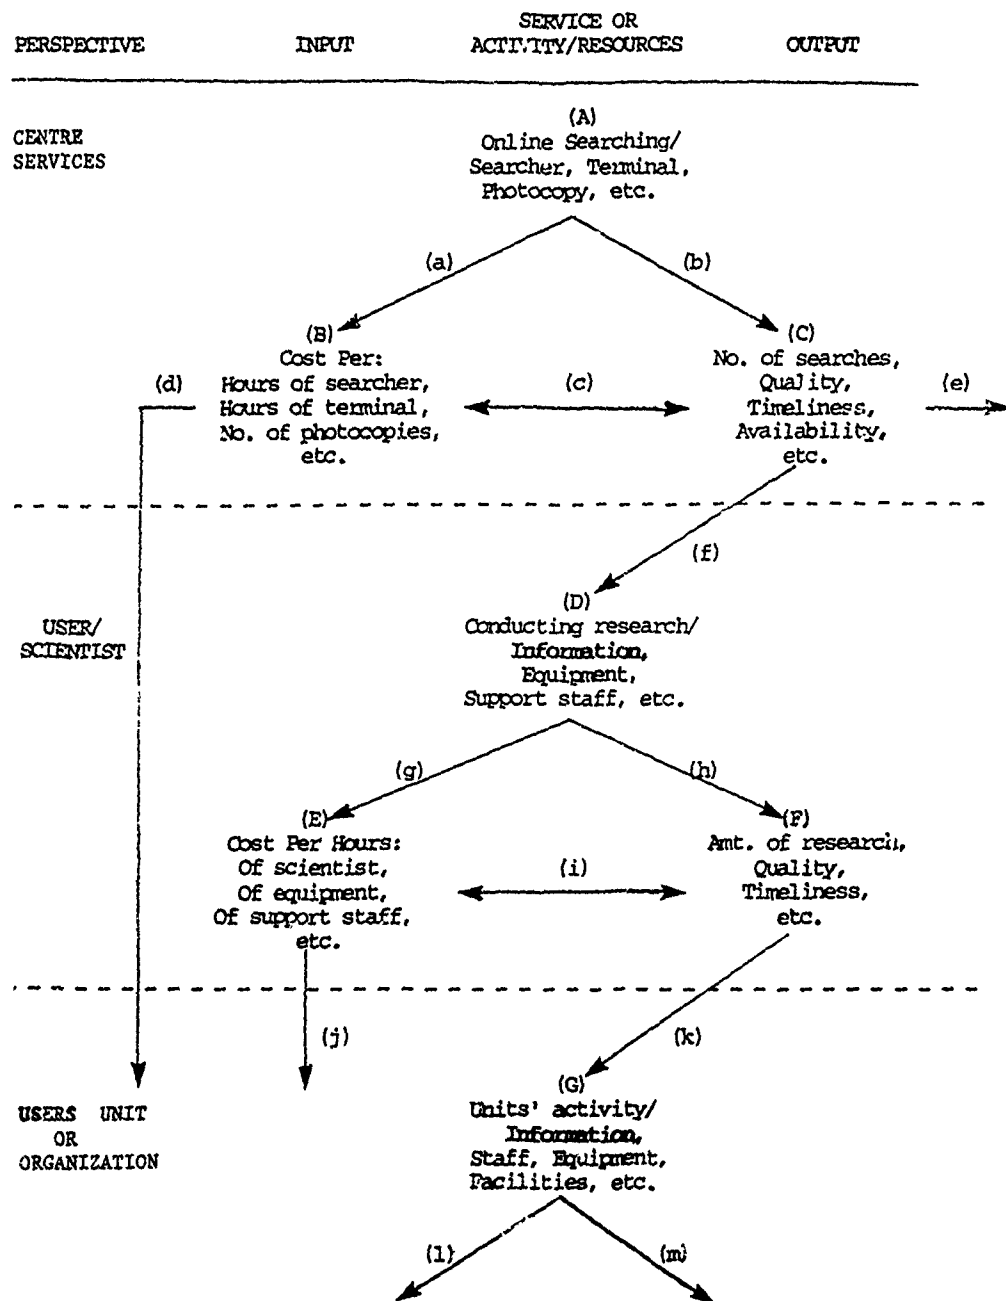 SERVICE OR
PERSPECTIVE INPUT ACTIVITY/RESOURCES OUTPUT
(A)
CENTRE
SERVICES
Online Searching/
Searcher, Terminal,
Photocopy, etc.
(a) (b)
(B) (C)
Cost Per: No. of searches,
(d) Hours of searcher, (c) Quality, (e)
Hours of terminal, Timeliness,
No. of photocopies, Availability,
etc. etc.
(f)
(D)
USER/
SCIENTIST
Conducting research/
Information,
Equipment,
Support staff, etc.
(g) (h)
(E) (F)
Cost Per Hours: Amt. of research,
Of scientist, (i) Quality,
Of equipment, Timeliness,
Of support staff, etc.
etc.
(j) (k)
(G)
USERS UNIT
OR
ORGANIZATION
Units' activity/
Information,
Staff, Equipment,
Facilities, etc.
(l) (m)